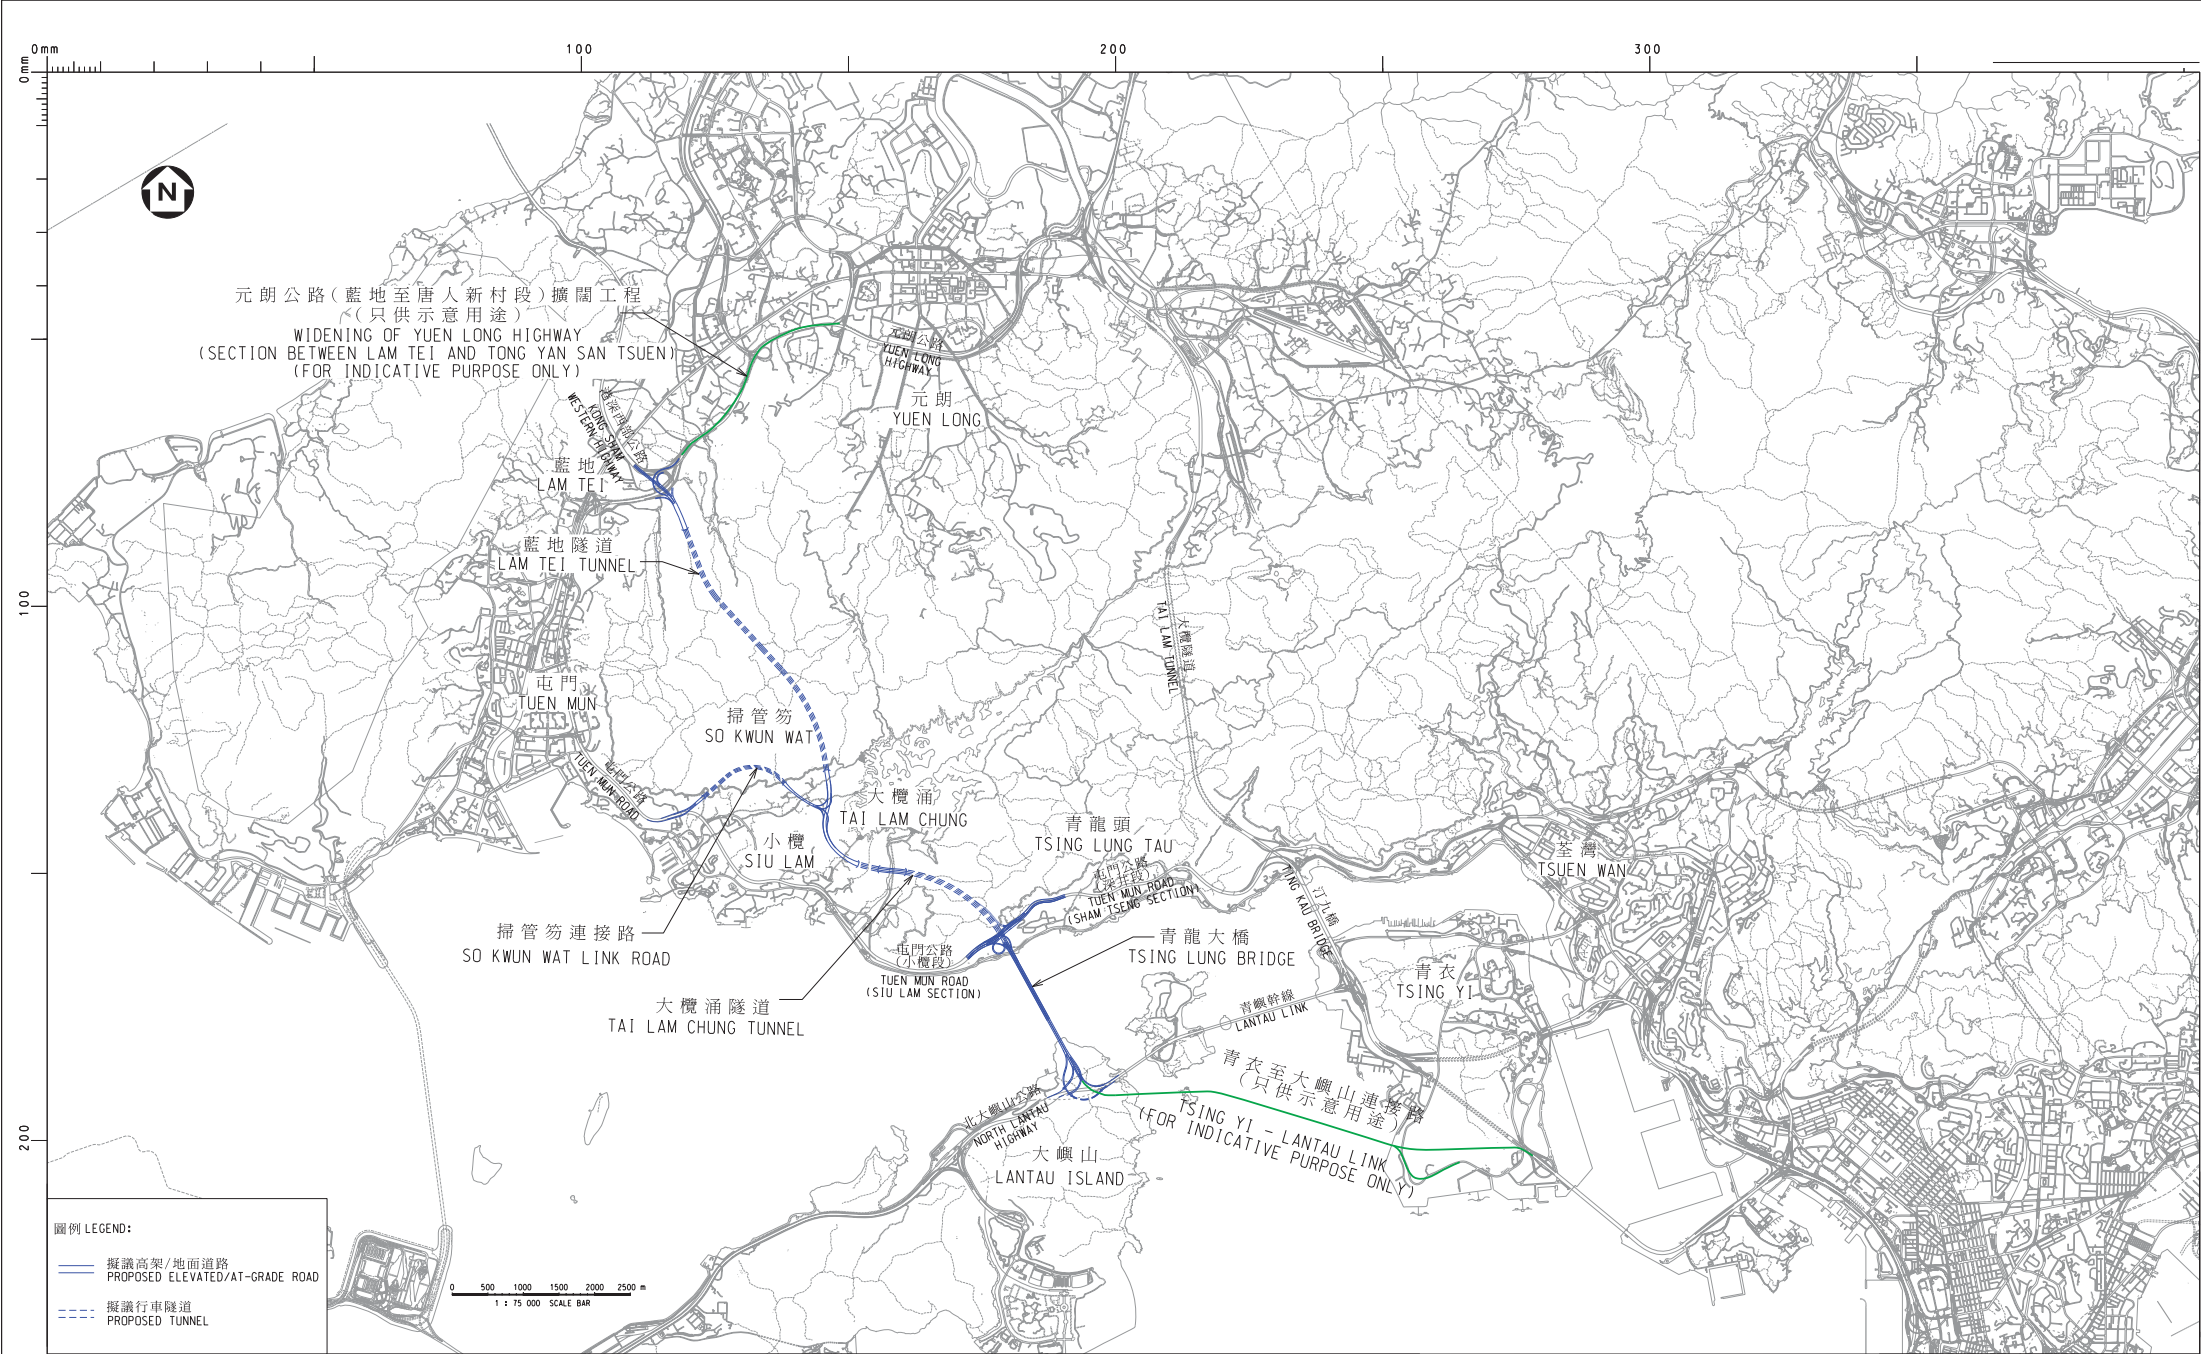 0mm
100
200
300
0mm
100
200
N
元朗公路(藍地至唐人新村段)擴闊工程
(只供示意用途)
WIDENING OF YUEN LONG HIGHWAY
(SECTION BETWEEN LAM TEI AND TONG YAN SAN TSUEN)
(FOR INDICATIVE PURPOSE ONLY)
元朗公路
YUEN LONG
HIGHWAY
元朗
YUEN LONG
港深西部公路
KONG SHAM
WESTERN HIGHWAY
藍地
LAM TEI
藍地隧道
LAM TEI TUNNEL
大欖隧道
TAI LAM TUNNEL
屯門
TUEN MUN
掃管笏
SO KWUN WAT
屯門公路
TUEN MUN ROAD
大欖涌
TAI LAM CHUNG
小欖
SIU LAM
青龍頭
TSING LUNG TAU
屯門公路
(深井段)
TUEN MUN ROAD
(SHAM TSENG SECTION)
荃灣
TSUEN WAN
汀九橋
TING KAU BRIDGE
掃管笏連接路
SO KWUN WAT LINK ROAD
屯門公路
(小欖段)
TUEN MUN ROAD
(SIU LAM SECTION)
青龍大橋
TSING LUNG BRIDGE
青衣
TSING YI
大欖涌隧道
TAI LAM CHUNG TUNNEL
青嶼幹線
LANTAU LINK
青衣至大嶼山連接路
(只供示意用途)
TSING YI - LANTAU LINK
(FOR INDICATIVE PURPOSE ONLY)
北大嶼山公路
NORTH LANTAU
HIGHWAY
大嶼山
LANTAU ISLAND
圖例 LEGEND:
擬議高架/地面道路
PROPOSED ELEVATED/AT-GRADE ROAD
擬議行車隧道
PROPOSED TUNNEL
0 500 1000 1500 2000 2500 m
1 : 75 000 SCALE BAR